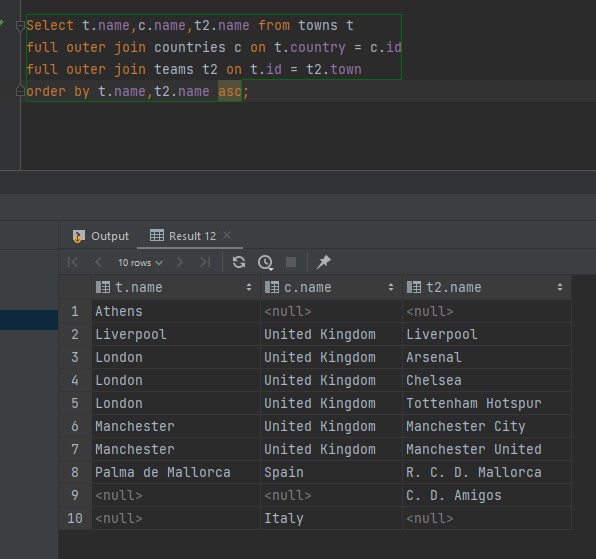 Select t.name,c.name,t2.name from towns t
full outer join countries c on t.country = c.id
full outer join teams t2 on t.id = t2.town
order by t.name,t2.name asc;
Output Result 12
10 rows
t.name c.name t2.name
1 Athens <null> <null>
2 Liverpool United Kingdom Liverpool
3 London United Kingdom Arsenal
4 London United Kingdom Chelsea
5 London United Kingdom Tottenham Hotspur
6 Manchester United Kingdom Manchester City
7 Manchester United Kingdom Manchester United
8 Palma de Mallorca Spain R. C. D. Mallorca
9 <null> <null> C. D. Amigos
10 <null> Italy <null>